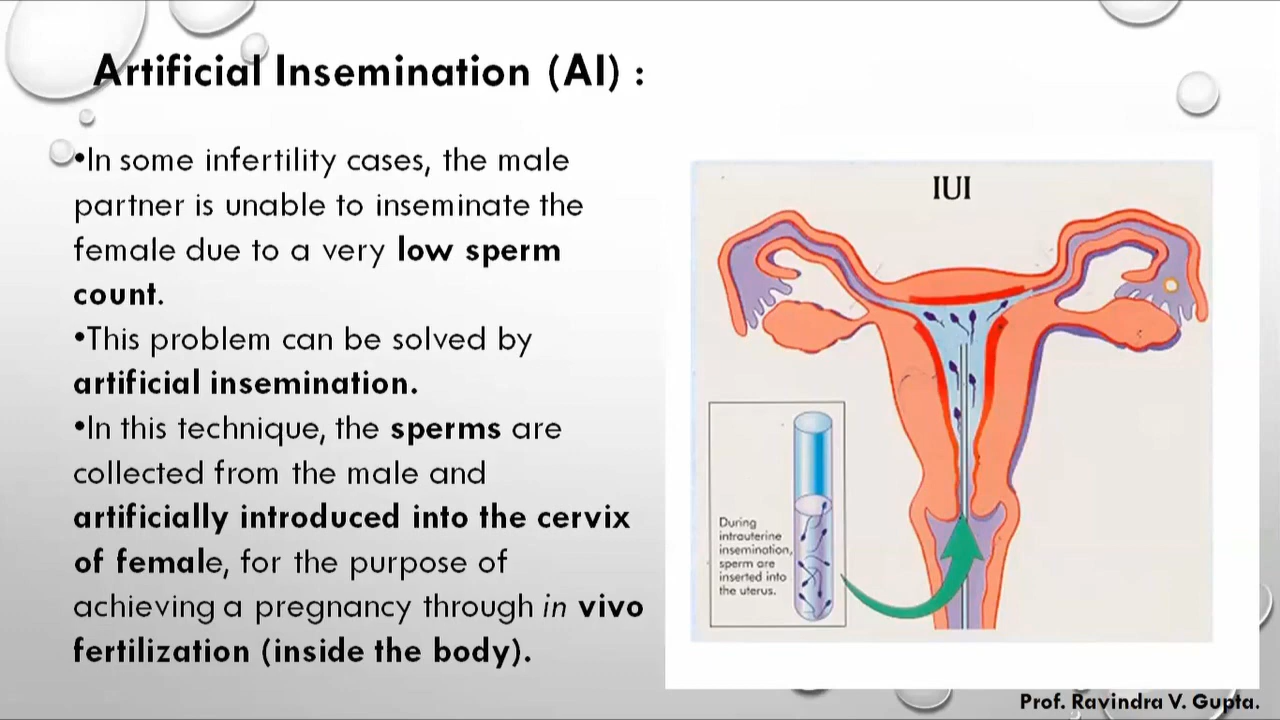 Artificial Insemination (AI) :
•In some infertility cases, the male
partner is unable to inseminate the
female due to a very low sperm
count.
•This problem can be solved by
artificial insemination.
•In this technique, the sperms are
collected from the male and
artificially introduced into the cervix
of female, for the purpose of
achieving a pregnancy through in vivo
fertilization (inside the body).
IUI
During
intrauterine
insemination,
sperm are
inserted into
the uterus.
Prof. Ravindra V. Gupta.